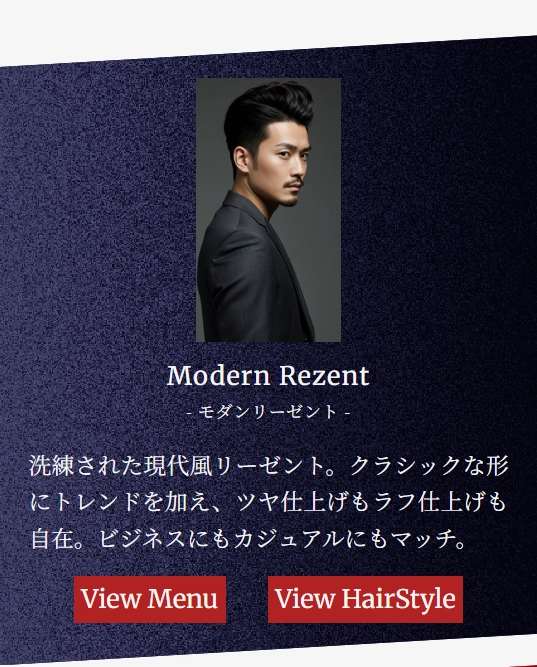 Modern Rezent
- モダンリーゼント -
洗練された現代風リーゼント。クラシックな形
にトレンドを加え、ツヤ仕上げもラフ仕上げも
自在。ビジネスにもカジュアルにもマッチ。
View Menu
View HairStyle